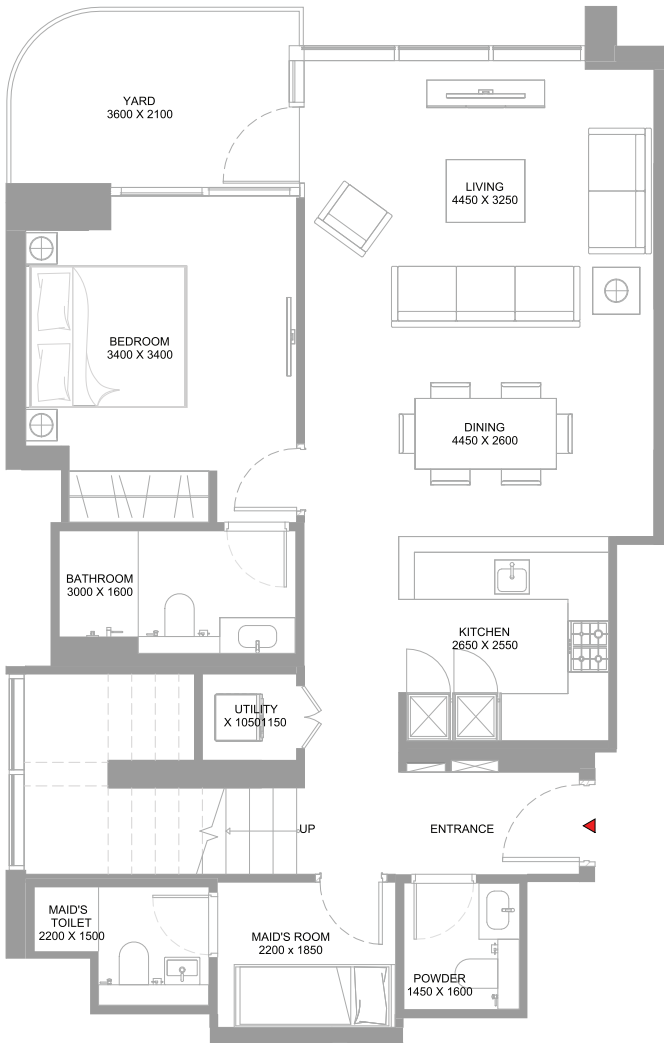 YARD
3600 X 2100
LIVING
4450 X 3250
BEDROOM
3400 X 3400
DINING
4450 X 2600
BATHROOM
3000 X 1600
KITCHEN
2650 X 2550
UTILITY
X 10501150
UP
ENTRANCE
MAID'S
TOILET
2200 X 1500
MAID'S ROOM
2200 x 1850
POWDER
1450 X 1600